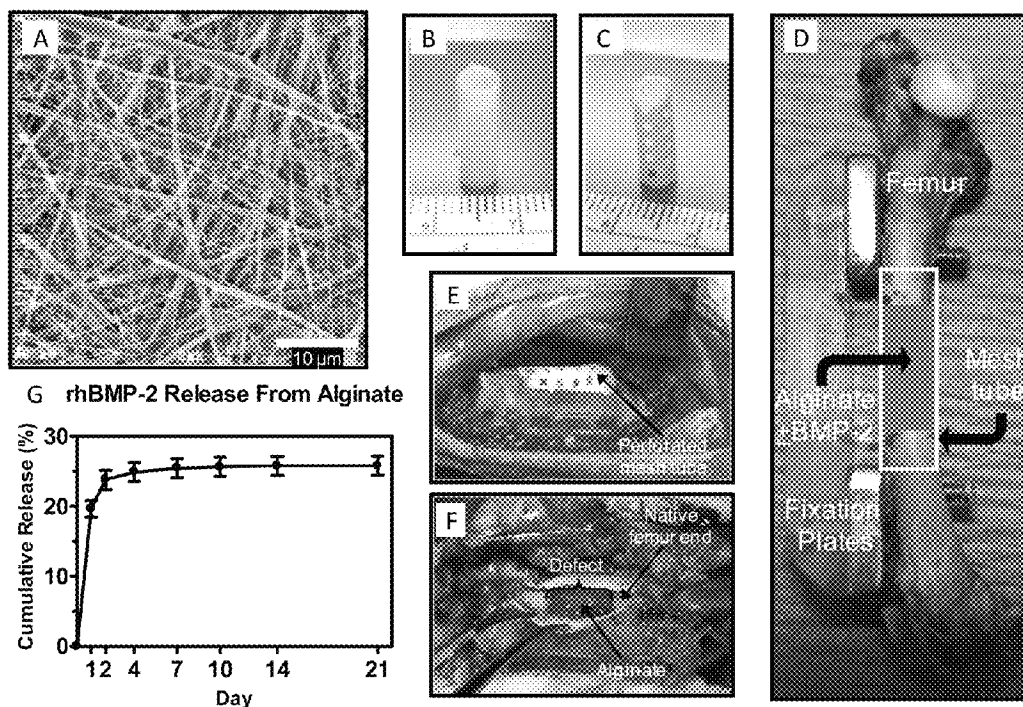 A
B
C
D
Femur
Mesh
tube
Alginate
± BMP-2
Fixation
Plates
10 µm
E
Perforated
mesh tube
F
Native
femur end
Defect
Alginate
G rhBMP-2 Release From Alginate
Cumulative Release (%)
30
20
10
0
1 2 4 7 10 14 21
Day